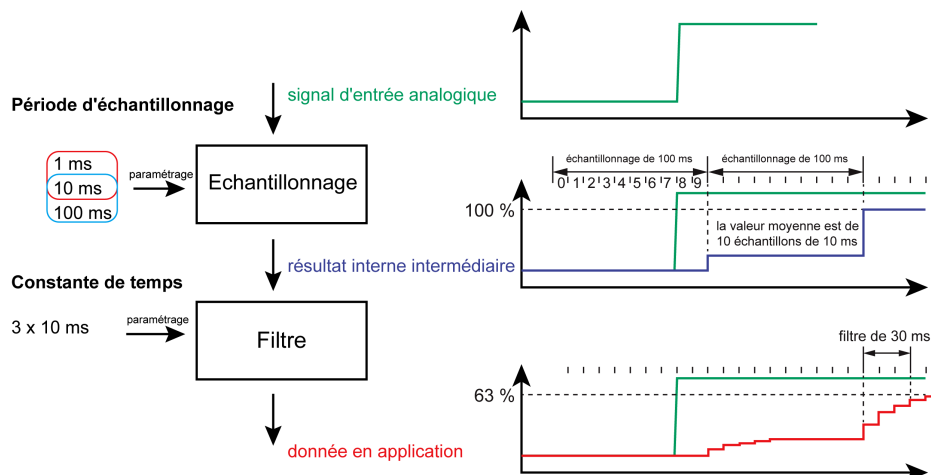 signal d'entrée analogique
Période d'échantillonnage
1 ms
10 ms
100 ms
paramétrage
Echantillonnage
échantillonnage de 100 ms
échantillonnage de 100 ms
0 1 2 3 4 5 6 7 8 9
100 %
la valeur moyenne est de
10 échantillons de 10 ms
résultat interne intermédiaire
Constante de temps
3 x 10 ms
paramétrage
Filtre
filtre de 30 ms
63 %
donnée en application